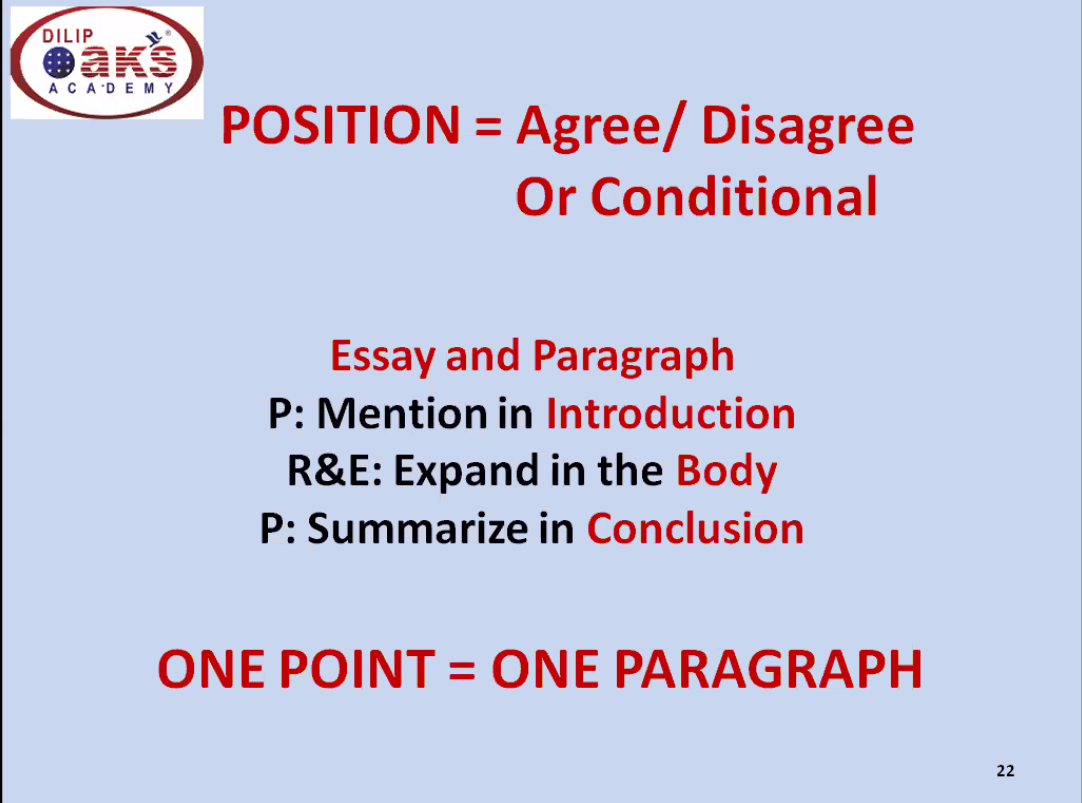 DILIP
Oak's
ACADEMY
POSITION = Agree/ Disagree
Or Conditional
Essay and Paragraph
P: Mention in Introduction
R&E: Expand in the Body
P: Summarize in Conclusion
ONE POINT = ONE PARAGRAPH
22